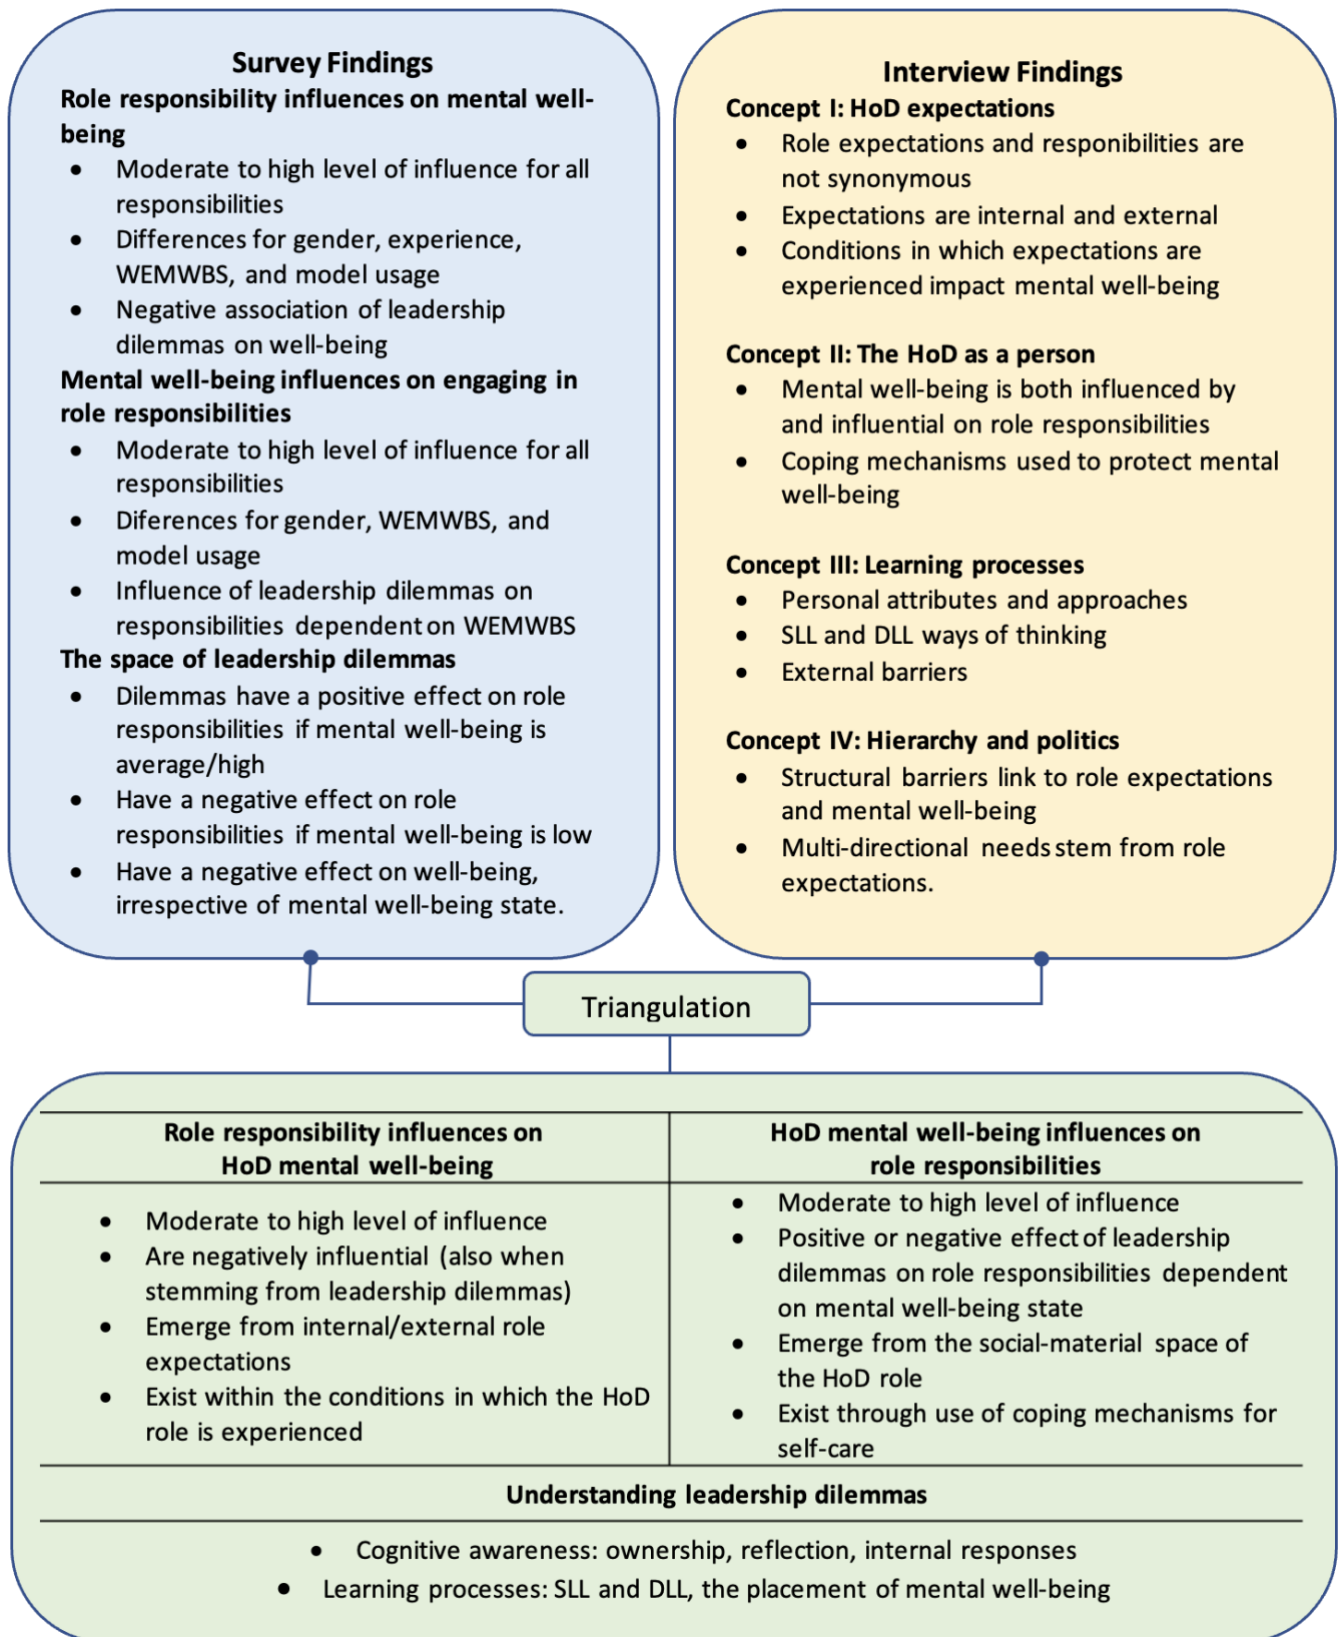 Survey Findings
Role responsibility influences on mental well-
being
• Moderate to high level of influence for all
responsibilities
• Differences for gender, experience,
WEMWBS, and model usage
• Negative association of leadership
dilemmas on well-being
Mental well-being influences on engaging in
role responsibilities
• Moderate to high level of influence for all
responsibilities
• Diferences for gender, WEMWBS, and
model usage
• Influence of leadership dilemmas on
responsibilities dependent on WEMWBS
The space of leadership dilemmas
• Dilemmas have a positive effect on role
responsibilities if mental well-being is
average/high
• Have a negative effect on role
responsibilities if mental well-being is low
• Have a negative effect on well-being,
irrespective of mental well-being state.
Interview Findings
Concept I: HoD expectations
• Role expectations and responibilities are
not synonymous
• Expectations are internal and external
• Conditions in which expectations are
experienced impact mental well-being
Concept II: The HoD as a person
• Mental well-being is both influenced by
and influential on role responsibilities
• Coping mechanisms used to protect mental
well-being
Concept III: Learning processes
• Personal attributes and approaches
• SLL and DLL ways of thinking
• External barriers
Concept IV: Hierarchy and politics
• Structural barriers link to role expectations
and mental well-being
• Multi-directional needs stem from role
expectations.
Triangulation
Role responsibility influences on
HoD mental well-being
• Moderate to high level of influence
• Are negatively influential (also when
stemming from leadership dilemmas)
• Emerge from internal/external role
expectations
• Exist within the conditions in which the HoD
role is experienced
HoD mental well-being influences on
role responsibilities
• Moderate to high level of influence
• Positive or negative effect of leadership
dilemmas on role responsibilities dependent
on mental well-being state
• Emerge from the social-material space of
the HoD role
• Exist through use of coping mechanisms for
self-care
Understanding leadership dilemmas
• Cognitive awareness: ownership, reflection, internal responses
• Learning processes: SLL and DLL, the placement of mental well-being